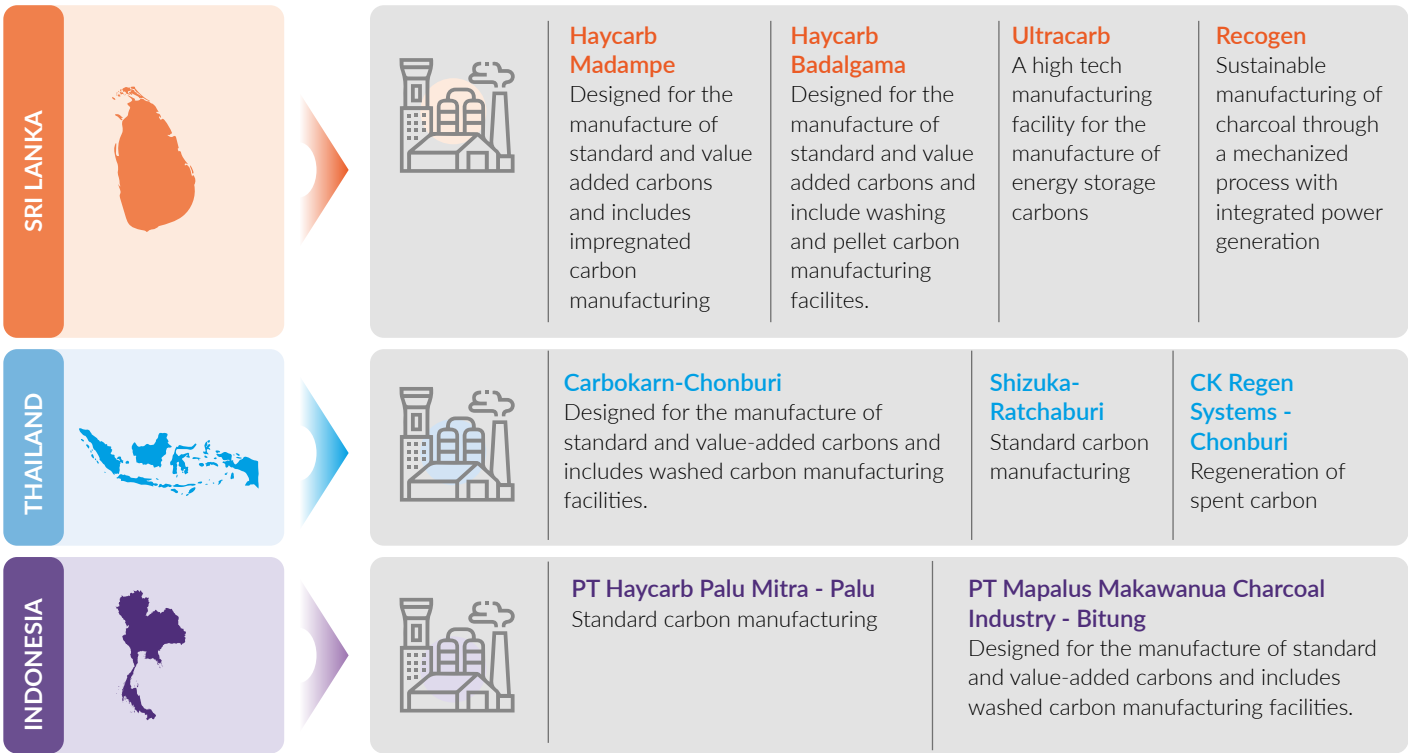 SRI LANKA
Haycarb
Madampe
Designed for the
manufacture of
standard and value
added carbons
and includes
impregnated
carbon
manufacturing
Haycarb
Badalgama
Designed for the
manufacture of
standard and value
added carbons and
include washing
and pellet carbon
manufacturing
facilites.
Ultracarb
A high tech
manufacturing
facility for the
manufacture of
energy storage
carbons
Recogen
Sustainable
manufacturing of
charcoal through
a mechanized
process with
integrated power
generation
THAILAND
Carbokarn-Chonburi
Designed for the manufacture of
standard and value-added carbons and
includes washed carbon manufacturing
facilities.
Shizuka-
Ratchaburi
Standard carbon
manufacturing
CK Regen
Systems -
Chonburi
Regeneration of
spent carbon
INDONESIA
PT Haycarb Palu Mitra - Palu
Standard carbon manufacturing
PT Mapalus Makawanua Charcoal
Industry - Bitung
Designed for the manufacture of standard
and value-added carbons and includes
washed carbon manufacturing facilities.